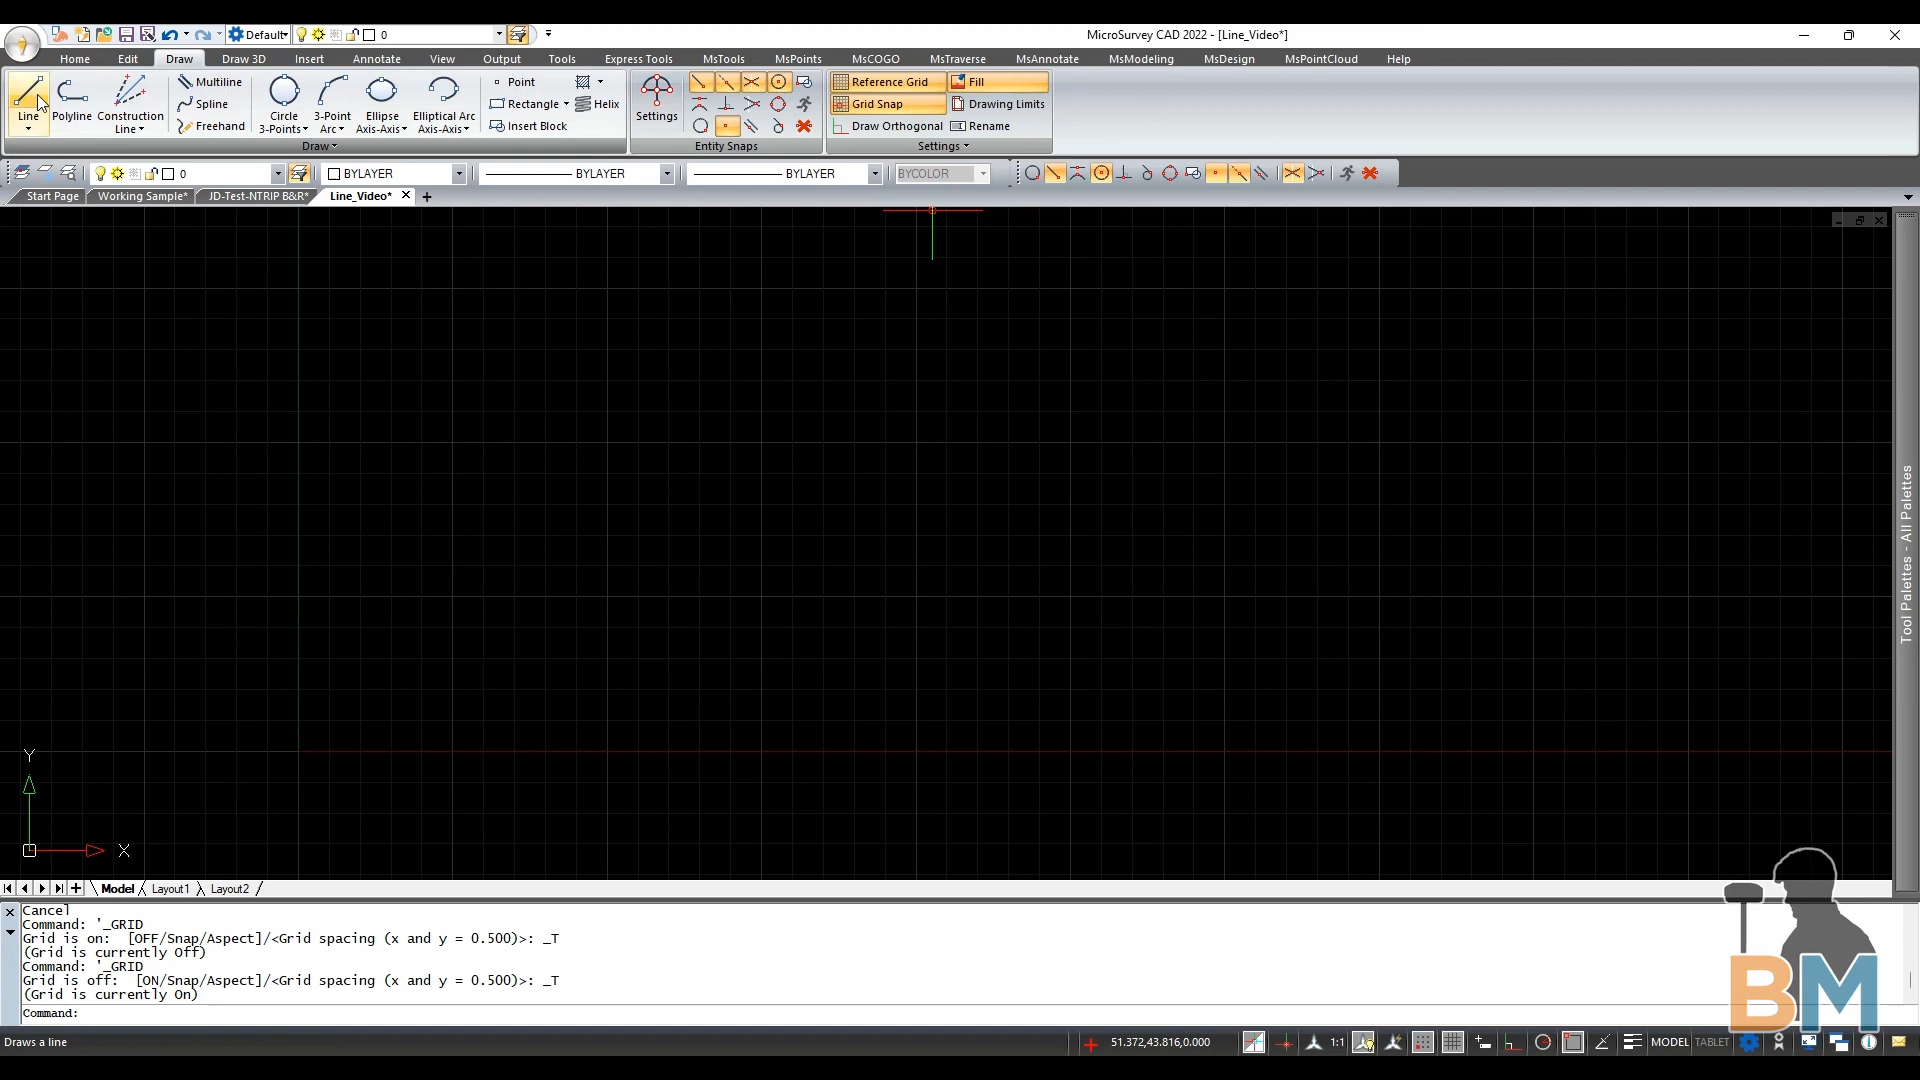 Default
0
MicroSurvey CAD 2022 - [Line_Video*]
Home Edit Draw Draw 3D Insert Annotate View Output Tools Express Tools MsTools MsPoints MsCOGO MsTraverse MsAnnotate MsModeling MsDesign MsPointCloud Help
Line
Polyline
Construction
Line
Multiline
Spline
Freehand
Circle
3-Points
3-Point
Arc
Ellipse
Axis-Axis
Elliptical Arc
Axis-Axis
Point
Rectangle
Helix
Insert Block
Draw
Settings
Entity Snaps
Reference Grid
Fill
Grid Snap
Drawing Limits
Draw Orthogonal
Rename
Settings
0
BYLAYER
BYLAYER
BYLAYER
BYCOLOR
Start Page
Working Sample*
JD-Test-NTRIP B&R*
Line_Video*
Tool Palettes - All Palettes
Y
X
Model
Layout1
Layout2
Cancel
Command: '_GRID
Grid is on:  [OFF/Snap/Aspect]/<Grid spacing (x and y = 0.500)>: _T
(Grid is currently Off)
Command: '_GRID
Grid is off:  [ON/Snap/Aspect]/<Grid spacing (x and y = 0.500)>: _T
(Grid is currently On)
Command:
BM
Draws a line
51.372,43.816,0.000
1:1
MODEL
TABLET